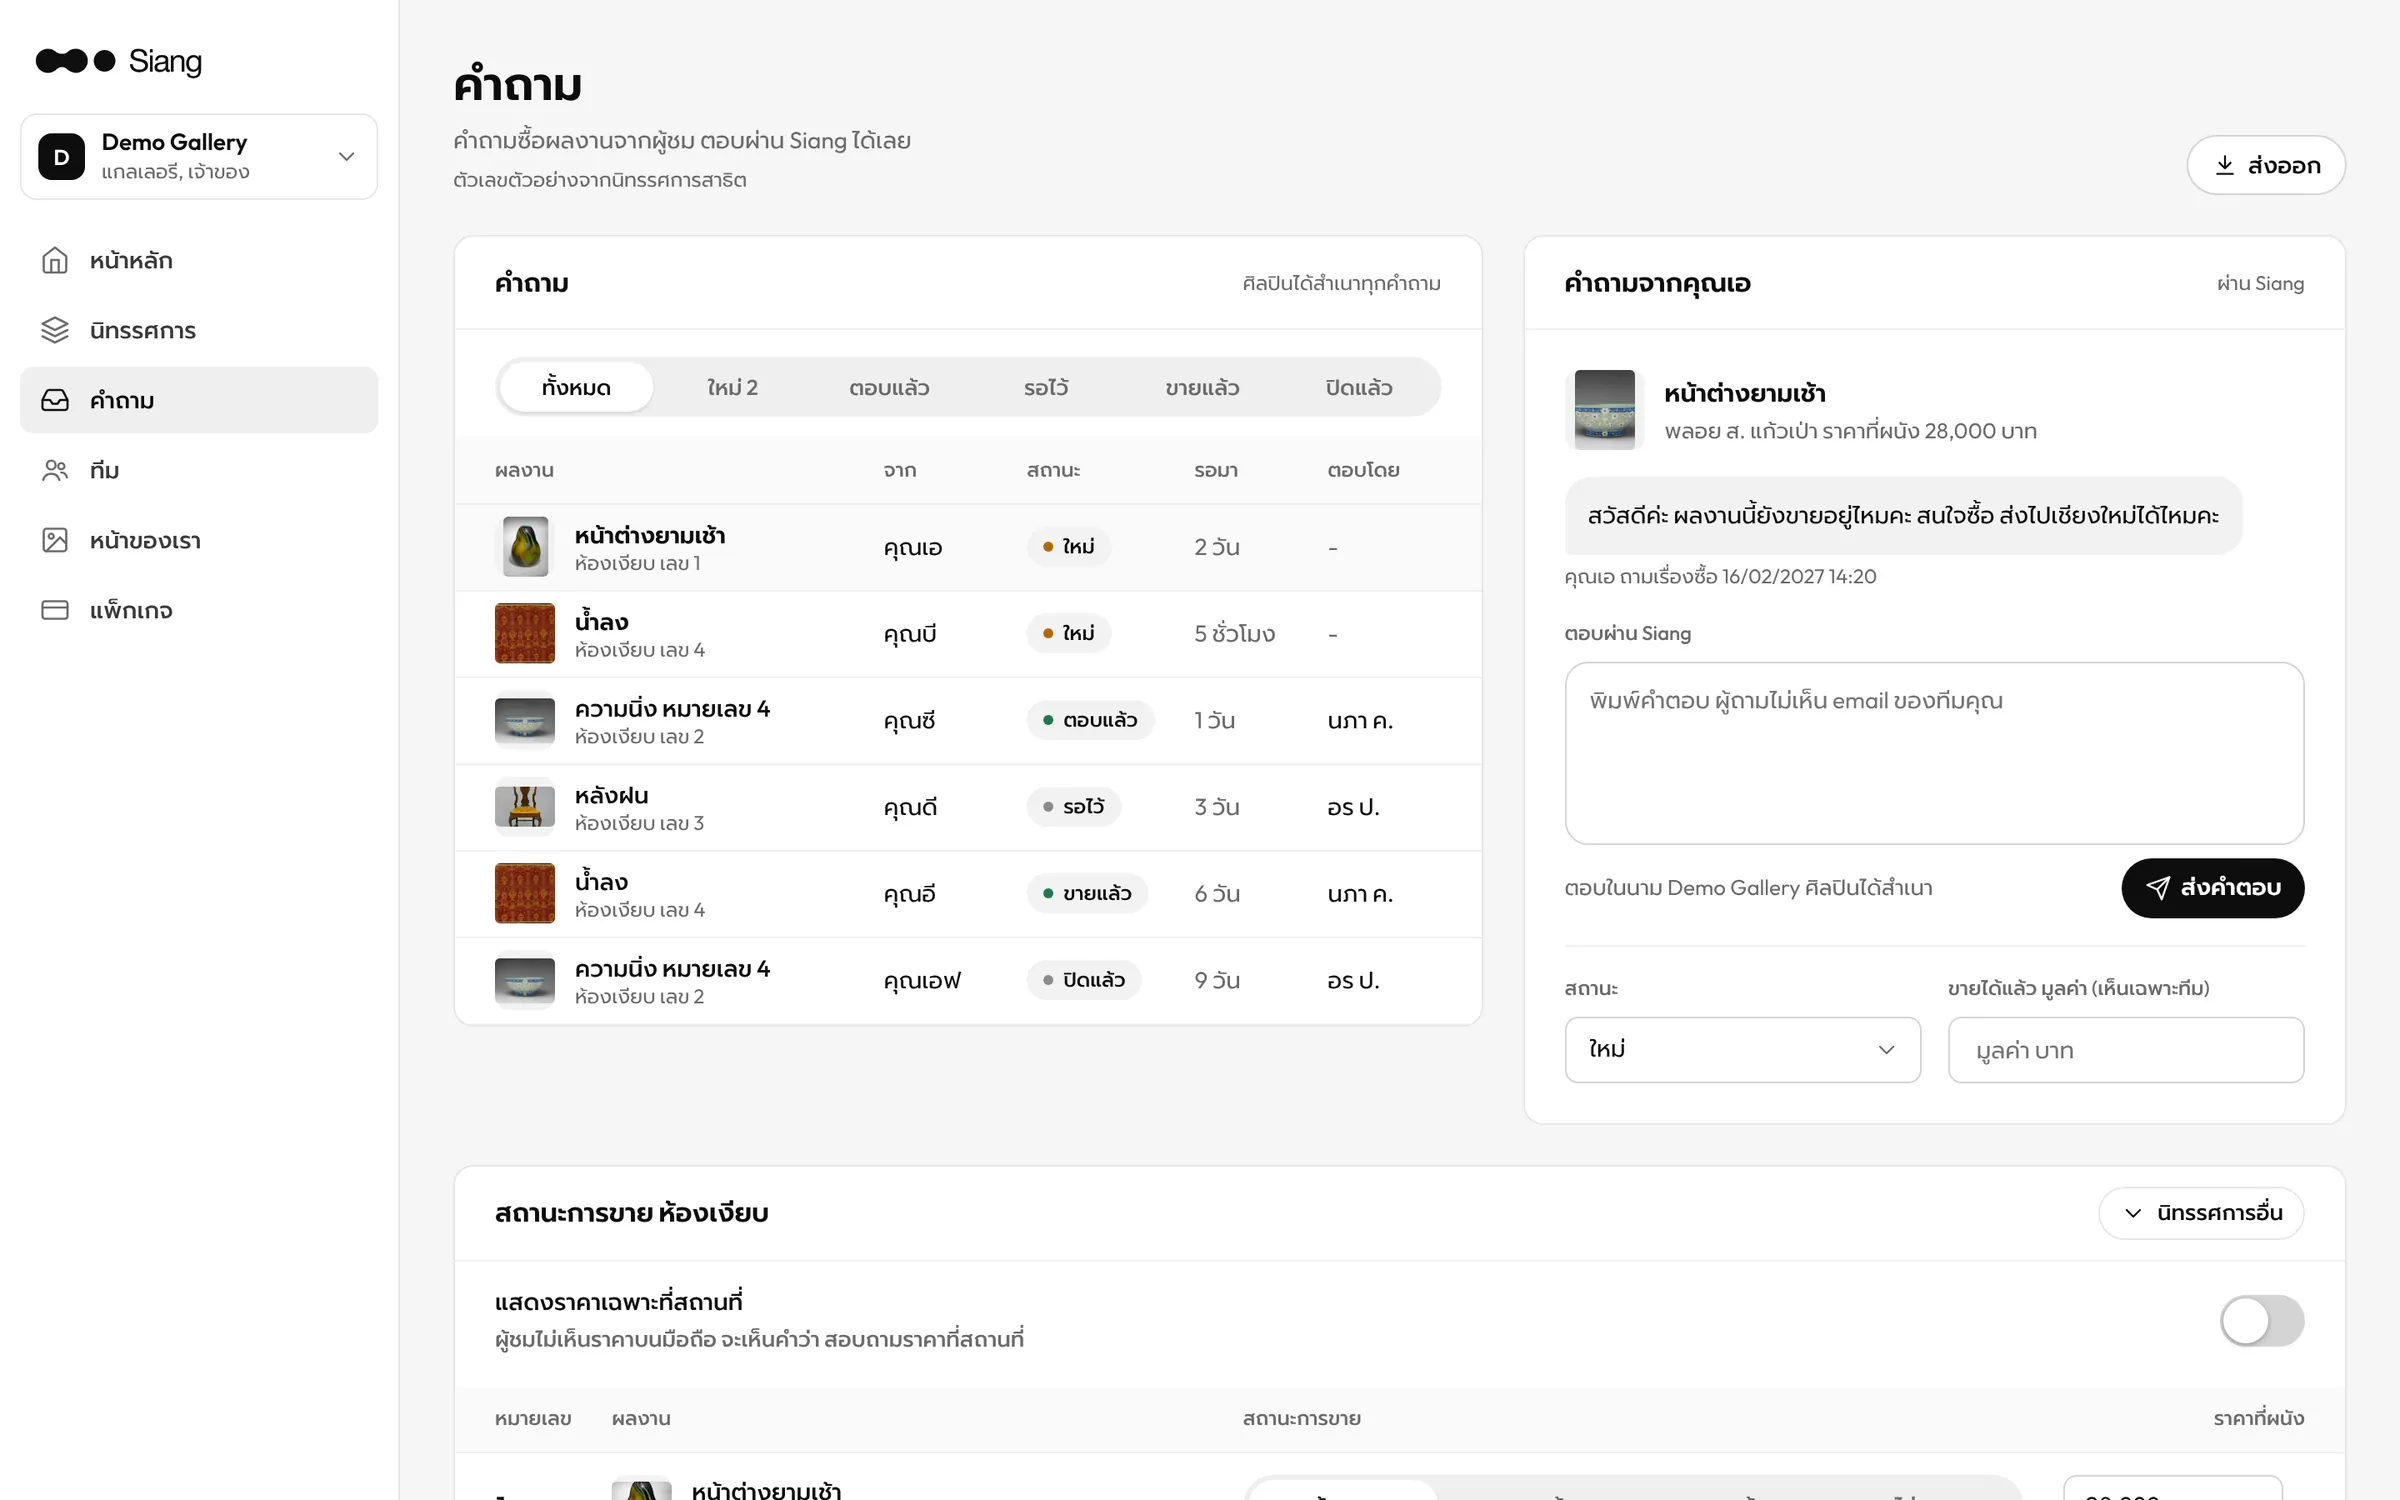 Siang
D
Demo Gallery
แกลเลอรี, เจ้าของ
หน้าหลัก
นิทรรศการ
คำถาม
ทีม
หน้าของเรา
แพ็กเกจ
คำถาม
คำถามซื้อผลงานจากผู้ชม ตอบผ่าน Siang ได้เลย
ตัวเลขตัวอย่างจากนิทรรศการสาธิต
ส่งออก
คำถาม
ศิลปินได้สำเนาทุกคำถาม
ทั้งหมด
ใหม่ 2
ตอบแล้ว
รอไว้
ขายแล้ว
ปิดแล้ว
ผลงาน จาก สถานะ รอมา ตอบโดย
หน้าต่างยามเช้า
ห้องเงียบ เลข 1
คุณเอ ใหม่ 2 วัน -
น้ำลง
ห้องเงียบ เลข 4
คุณบี ใหม่ 5 ชั่วโมง -
ความนิ่ง หมายเลข 4
ห้องเงียบ เลข 2
คุณซี ตอบแล้ว 1 วัน นภา ค.
หลังฝน
ห้องเงียบ เลข 3
คุณดี รอไว้ 3 วัน อร ป.
น้ำลง
ห้องเงียบ เลข 4
คุณอี ขายแล้ว 6 วัน นภา ค.
ความนิ่ง หมายเลข 4
ห้องเงียบ เลข 2
คุณเอฟ ปิดแล้ว 9 วัน อร ป.
คำถามจากคุณเอ
ผ่าน Siang
หน้าต่างยามเช้า
พลอย ส. แก้วเป่า ราคาที่ผนัง 28,000 บาท
สวัสดีค่ะ ผลงานนี้ยังขายอยู่ไหมคะ สนใจซื้อ ส่งไปเชียงใหม่ได้ไหมคะ
คุณเอ ถามเรื่องซื้อ 16/02/2027 14:20
ตอบผ่าน Siang
พิมพ์คำตอบ ผู้ถามไม่เห็น email ของทีมคุณ
ตอบในนาม Demo Gallery ศิลปินได้สำเนา
ส่งคำตอบ
สถานะ
ใหม่
ขายได้แล้ว มูลค่า (เห็นเฉพาะทีม)
มูลค่า บาท
สถานะการขาย ห้องเงียบ
นิทรรศการอื่น
แสดงราคาเฉพาะที่สถานที่
ผู้ชมไม่เห็นราคาบนมือถือ จะเห็นคำว่า สอบถามราคาที่สถานที่
หมายเลข ผลงาน สถานะการขาย ราคาที่ผนัง
หน้าต่างยามเช้า